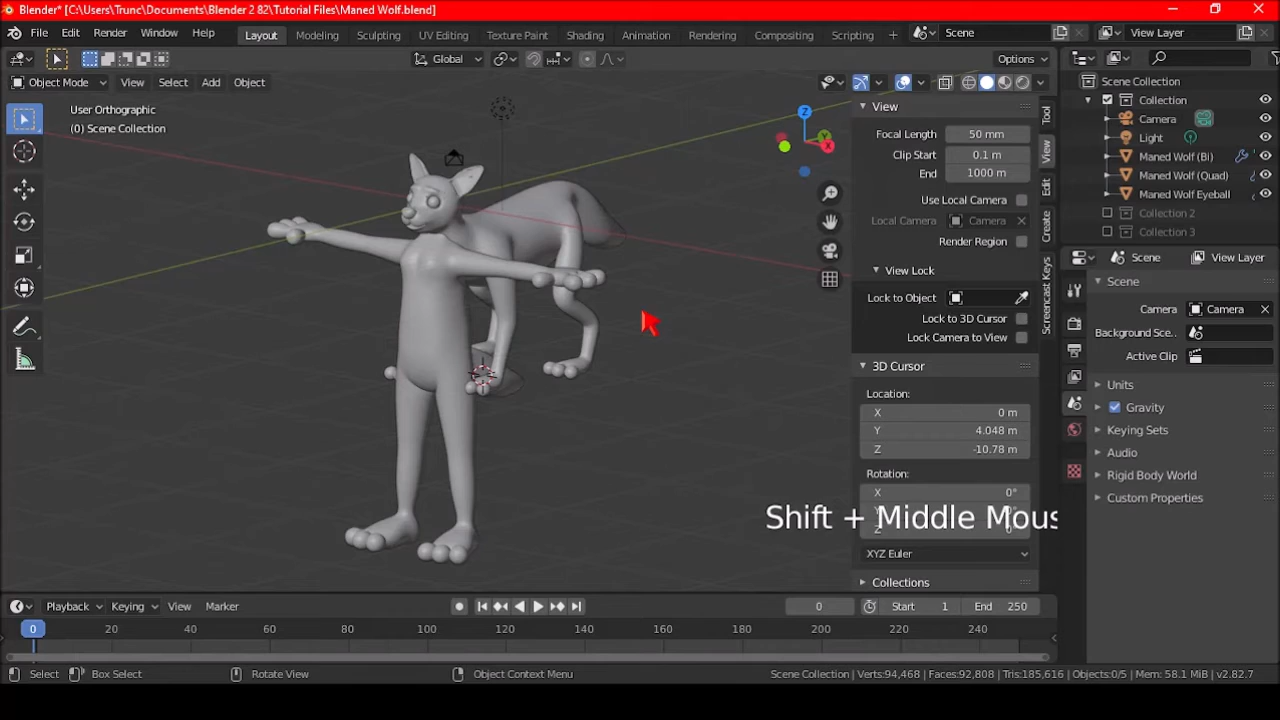 Blender* [C:\Users\Trunc\Documents\Blender 2 82\Tutorial Files\Maned Wolf.blend]
File Edit Render Window Help Layout Modeling Sculpting UV Editing Texture Paint Shading Animation Rendering Compositing Scripting + Scene View Layer
Global Options
Object Mode View Select Add Object
User Orthographic
(0) Scene Collection
Z
Y
X
View
Focal Length 50 mm
Clip Start 0.1 m
End 1000 m
Use Local Camera
Local Camera Camera
Render Region
View Lock
Lock to Object
Lock to 3D Cursor
Lock Camera to View
3D Cursor
Location:
X 0 m
Y 4.048 m
Z -10.78 m
Rotation:
X 0°
Z
XYZ Euler
Collections
Tool
View
Edit
Create
Screencast Keys
Shift + Middle Mous
Scene Collection
Collection
Camera
Light
Maned Wolf (Bi)
Maned Wolf (Quad)
Maned Wolf Eyeball
Collection 2
Collection 3
Scene View Layer
Scene
Camera Camera
Background Sce..
Active Clip
Units
Gravity
Keying Sets
Audio
Rigid Body World
Custom Properties
Playback Keying View Marker 0 Start 1 End 250
0 20 40 60 80 100 120 140 160 180 200 220 240
Select Box Select Rotate View Object Context Menu Scene Collection | Verts:94,468 | Faces:92,808 | Tris:185,616 | Objects:0/5 | Mem: 58.1 MiB | v2.82.7